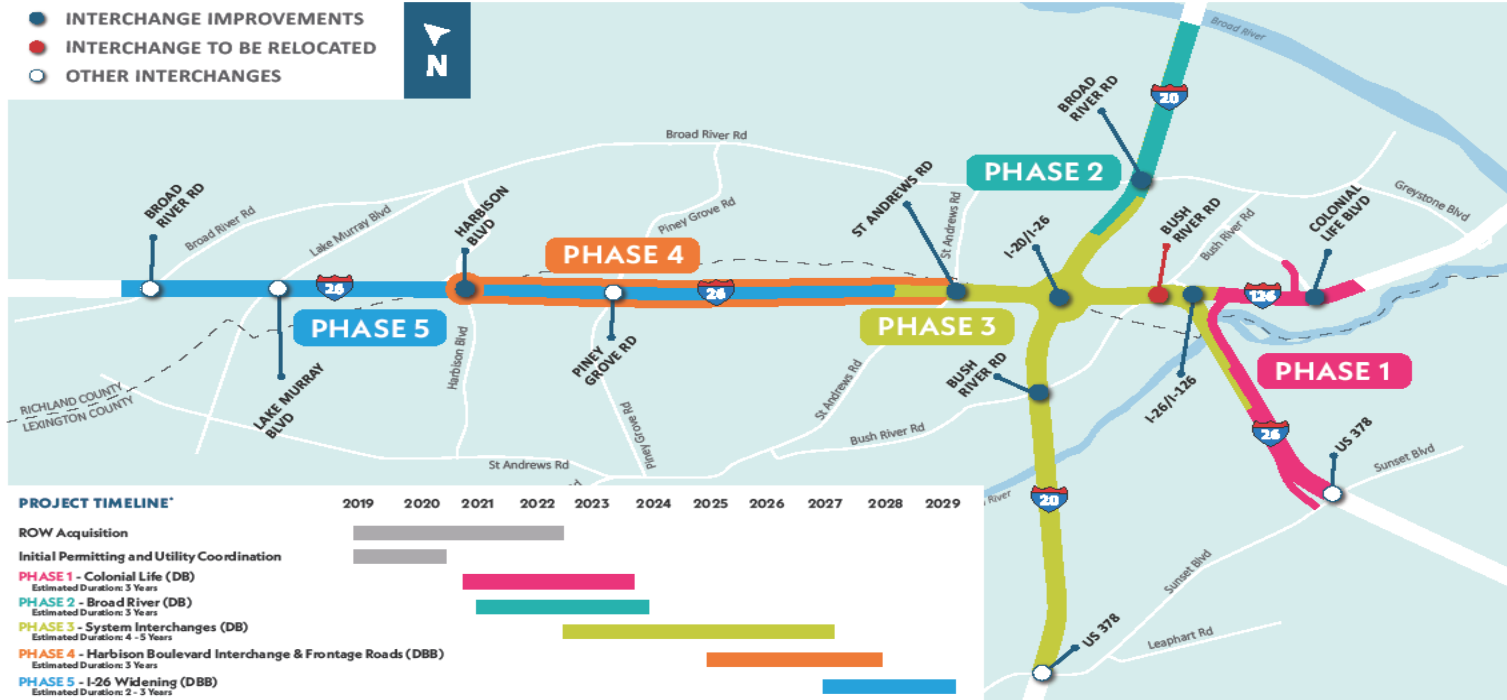 INTERCHANGE IMPROVEMENTS
INTERCHANGE TO BE RELOCATED
OTHER INTERCHANGES
N
Broad River
BROAD
RIVER RD
20
Broad River Rd
PHASE 2
BROAD
RIVER RD
Broad River Rd
Lake Murray Blvd
HARBISON
BLVD
Piney Grove Rd
ST ANDREWS RD
St Andrews Rd
I-20/I-26
BUSH
RIVER RD
Bush River Rd
COLONIAL
LIFE BLVD
Greystone Blvd
PHASE 4
26
26
126
PHASE 5
PHASE 3
PHASE 1
RICHLAND COUNTY
LEXINGTON COUNTY
LAKE MURRAY
BLVD
Harbison Blvd
PINEY
GROVE RD
Piney Grove Rd
St Andrews Rd
BUSH
RIVER RD
I-26/I-126
Bush River Rd
26
US 378
Sunset Blvd
St Andrews Rd
Rd
River
20
Sunset Blvd
US 378
Leaphart Rd
PROJECT TIMELINE* 2019 2020 2021 2022 2023 2024 2025 2026 2027 2028 2029
ROW Acquisition
Initial Permitting and Utility Coordination
PHASE 1 - Colonial Life (DB)
Estimated Duration: 3 Years
PHASE 2 - Broad River (DB)
Estimated Duration: 3 Years
PHASE 3 - System Interchanges (DB)
Estimated Duration: 4 - 5 Years
PHASE 4 - Harbison Boulevard Interchange & Frontage Roads (DBB)
Estimated Duration: 3 Years
PHASE 5 - I-26 Widening (DBB)
Estimated Duration: 2 - 3 Years